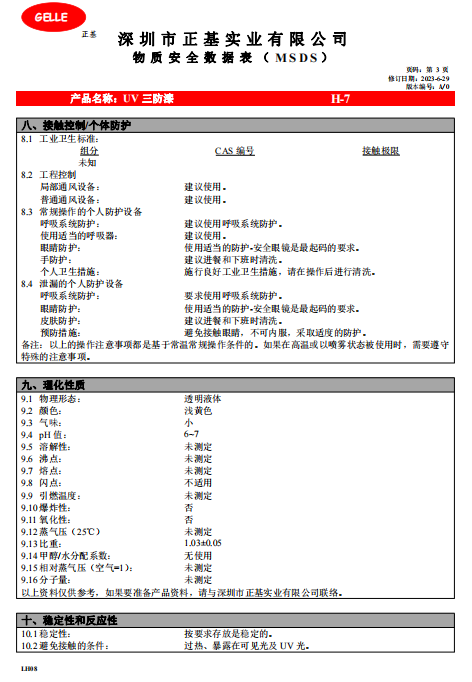 GELLE
正基
深圳市正基实业有限公司
物质安全数据表（MSDS）
页码：第 3 页
修订日期：2023-6-29
版本编号：A/0
产品名称：UV 三防漆 H-7
八、接触控制/个体防护
8.1 工业卫生标准：
组分 CAS 编号 接触极限
未知
8.2 工程控制
局部通风设备： 建议使用。
普通通风设备： 建议使用。
8.3 常规操作的个人防护设备
呼吸系统防护： 建议使用呼吸系统防护。
使用适当的呼吸器： 建议使用。
眼睛防护： 使用适当的防护-安全眼镜是最起码的要求。
手防护： 建议进餐和下班时清洗。
个人卫生措施： 施行良好工业卫生措施，请在操作后进行清洗。
8.4 泄漏的个人防护设备
呼吸系统防护： 要求使用呼吸系统防护。
眼睛防护： 使用适当的防护-安全眼镜是最起码的要求。
皮肤防护： 建议进餐和下班时清洗。
预防措施： 避免接触眼睛，不可内服，采取适度的防护。
备注：以上的操作注意事项都是基于常温常规操作条件的。如果在高温或以喷雾状态被使用时，需要遵守
特殊的注意事项。
九、理化性质
9.1 物理形态： 透明液体
9.2 颜色： 浅黄色
9.3 气味： 小
9.4 pH 值： 6~7
9.5 溶解性： 未测定
9.6 沸点： 未测定
9.7 熔点： 未测定
9.8 闪点： 不适用
9.9 引燃温度： 未测定
9.10 爆炸性： 否
9.11 氧化性： 否
9.12 蒸气压（25℃） 未测定
9.13 比重： 1.03±0.05
9.14 甲醇/水分配系数： 无使用
9.15 相对蒸气压（空气=1）： 未测定
9.16 分子量： 未测定
以上资料仅供参考，如果要准备产品资料，请与深圳市正基实业有限公司联络。
十、稳定性和反应性
10.1 稳定性： 按要求存放是稳定的。
10.2 避免接触的条件： 过热、暴露在可见光及 UV 光。
LH08